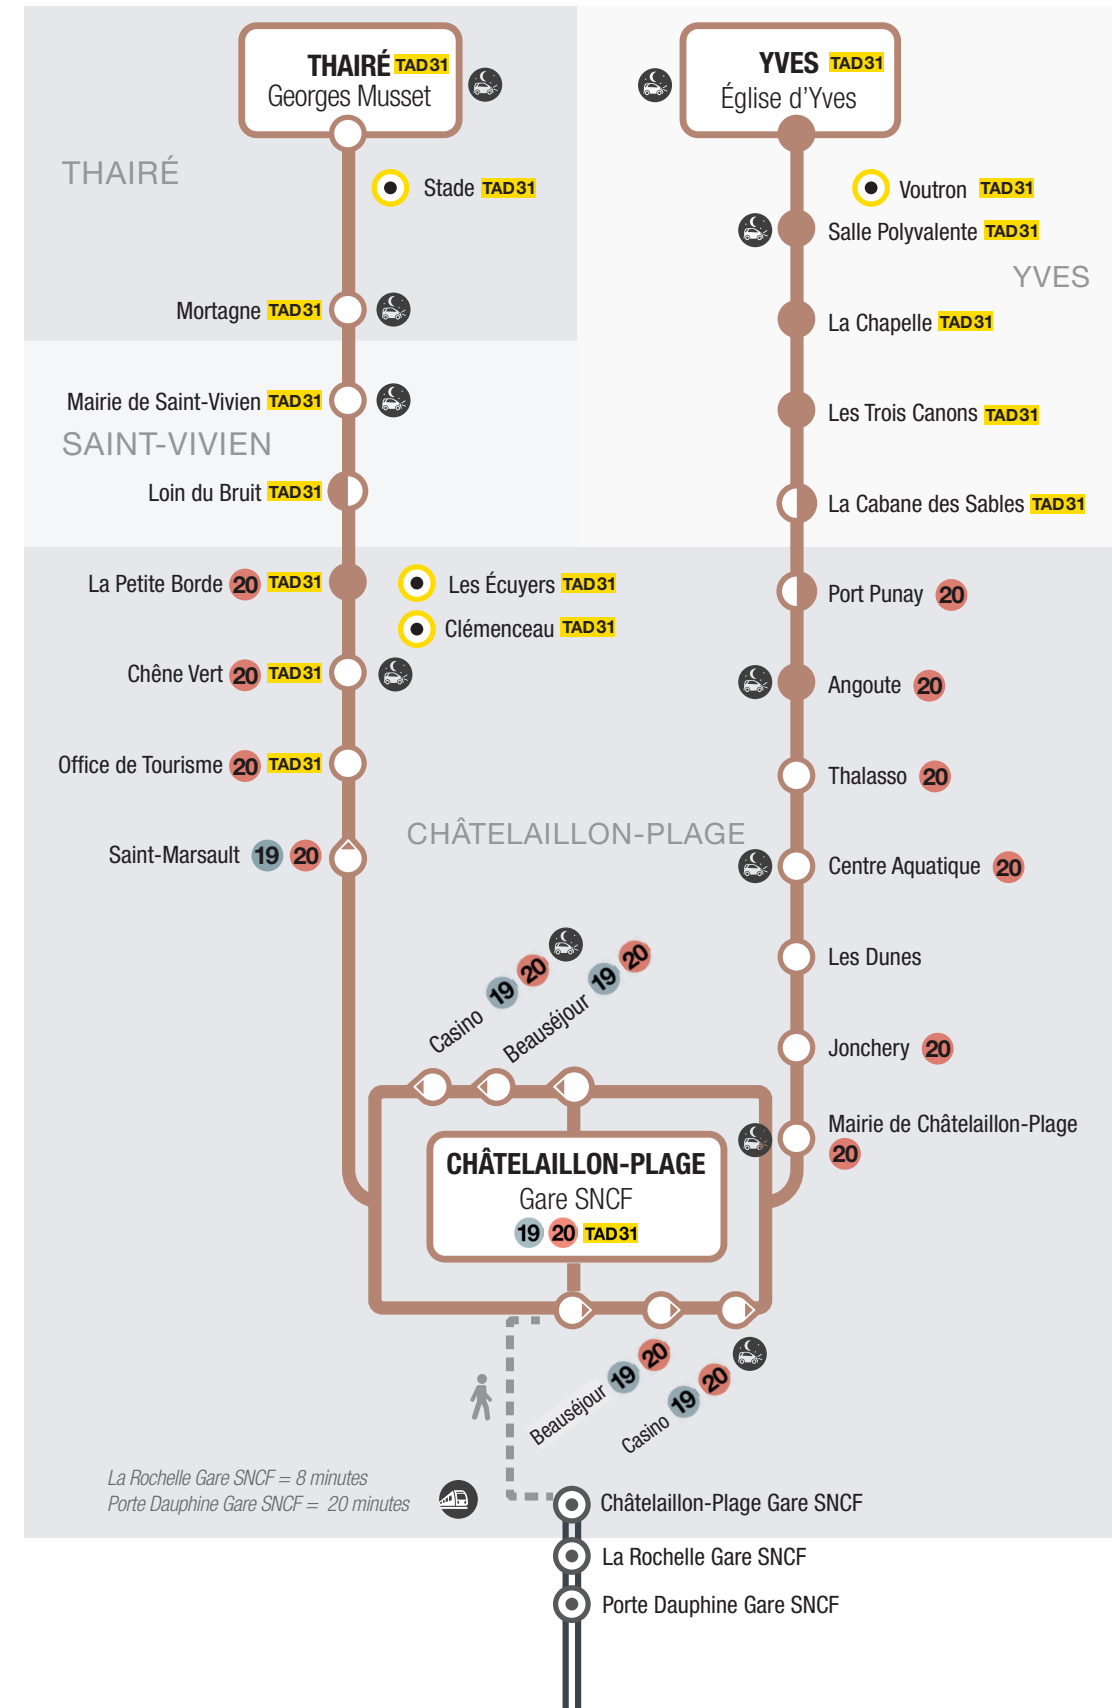 THAIRÉ TAD31
Georges Musset
YVES TAD31
Église d'Yves
THAIRÉ
Stade TAD31
Voutron TAD31
Salle Polyvalente TAD31
YVES
Mortagne TAD31
La Chapelle TAD31
Mairie de Saint-Vivien TAD31
Les Trois Canons TAD31
SAINT-VIVIEN
Loin du Bruit TAD31
La Cabane des Sables TAD31
La Petite Borde 20 TAD31
Les Écuyers TAD31
Port Punay 20
Clémenceau TAD31
Chêne Vert 20 TAD31
Angoute 20
Office de Tourisme 20 TAD31
Thalasso 20
CHÂTELAILLON-PLAGE
Saint-Marsault 19 20
Centre Aquatique 20
Les Dunes
Casino 19 20
Beauséjour 19 20
Jonchery 20
Mairie de Châtelaillon-Plage
20
CHÂTELAILLON-PLAGE
Gare SNCF
19 20 TAD31
Beauséjour 19 20
Casino 19 20
La Rochelle Gare SNCF = 8 minutes
Porte Dauphine Gare SNCF = 20 minutes
Châtelaillon-Plage Gare SNCF
La Rochelle Gare SNCF
Porte Dauphine Gare SNCF